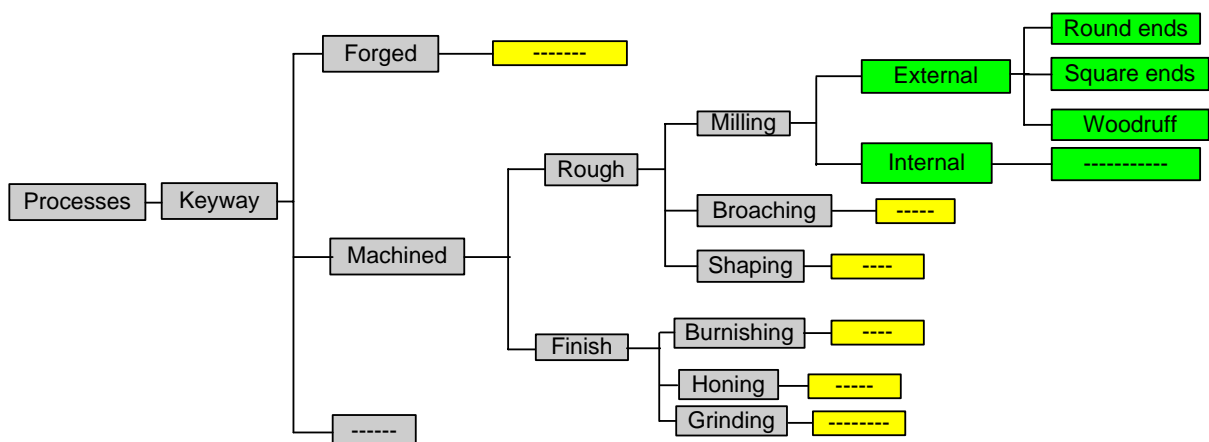 Processes
Keyway
Forged
-------
Machined
Rough
Milling
External
Round ends
Square ends
Woodruff
Internal
-----------
Broaching
-----
Shaping
----
Finish
Burnishing
----
Honing
-----
Grinding
--------
------